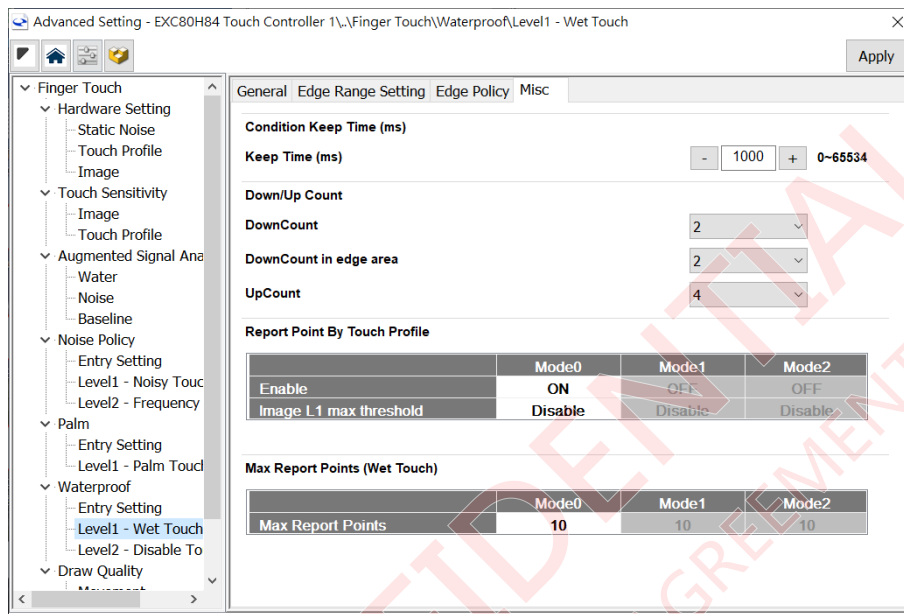 Advanced Setting - EXC80H84 Touch Controller 1\..\Finger Touch\Waterproof\Level1 - Wet Touch
Apply
Finger Touch
Hardware Setting
Static Noise
Touch Profile
Image
Touch Sensitivity
Image
Touch Profile
Augmented Signal Ana
Water
Noise
Baseline
Noise Policy
Entry Setting
Level1 - Noisy Touc
Level2 - Frequency
Palm
Entry Setting
Level1 - Palm Touch
Waterproof
Entry Setting
Level1 - Wet Touch
Level2 - Disable To
Draw Quality
General Edge Range Setting Edge Policy Misc
Condition Keep Time (ms)
Keep Time (ms) - 1000 + 0~65534
Down/Up Count
DownCount 2
DownCount in edge area 2
UpCount 4
Report Point By Touch Profile
Mode0 Mode1 Mode2
Enable ON OFF OFF
Image L1 max threshold Disable Disable Disable
Max Report Points (Wet Touch)
Mode0 Mode1 Mode2
Max Report Points 10 10 10
FIDENTIAL
AGREEMENT